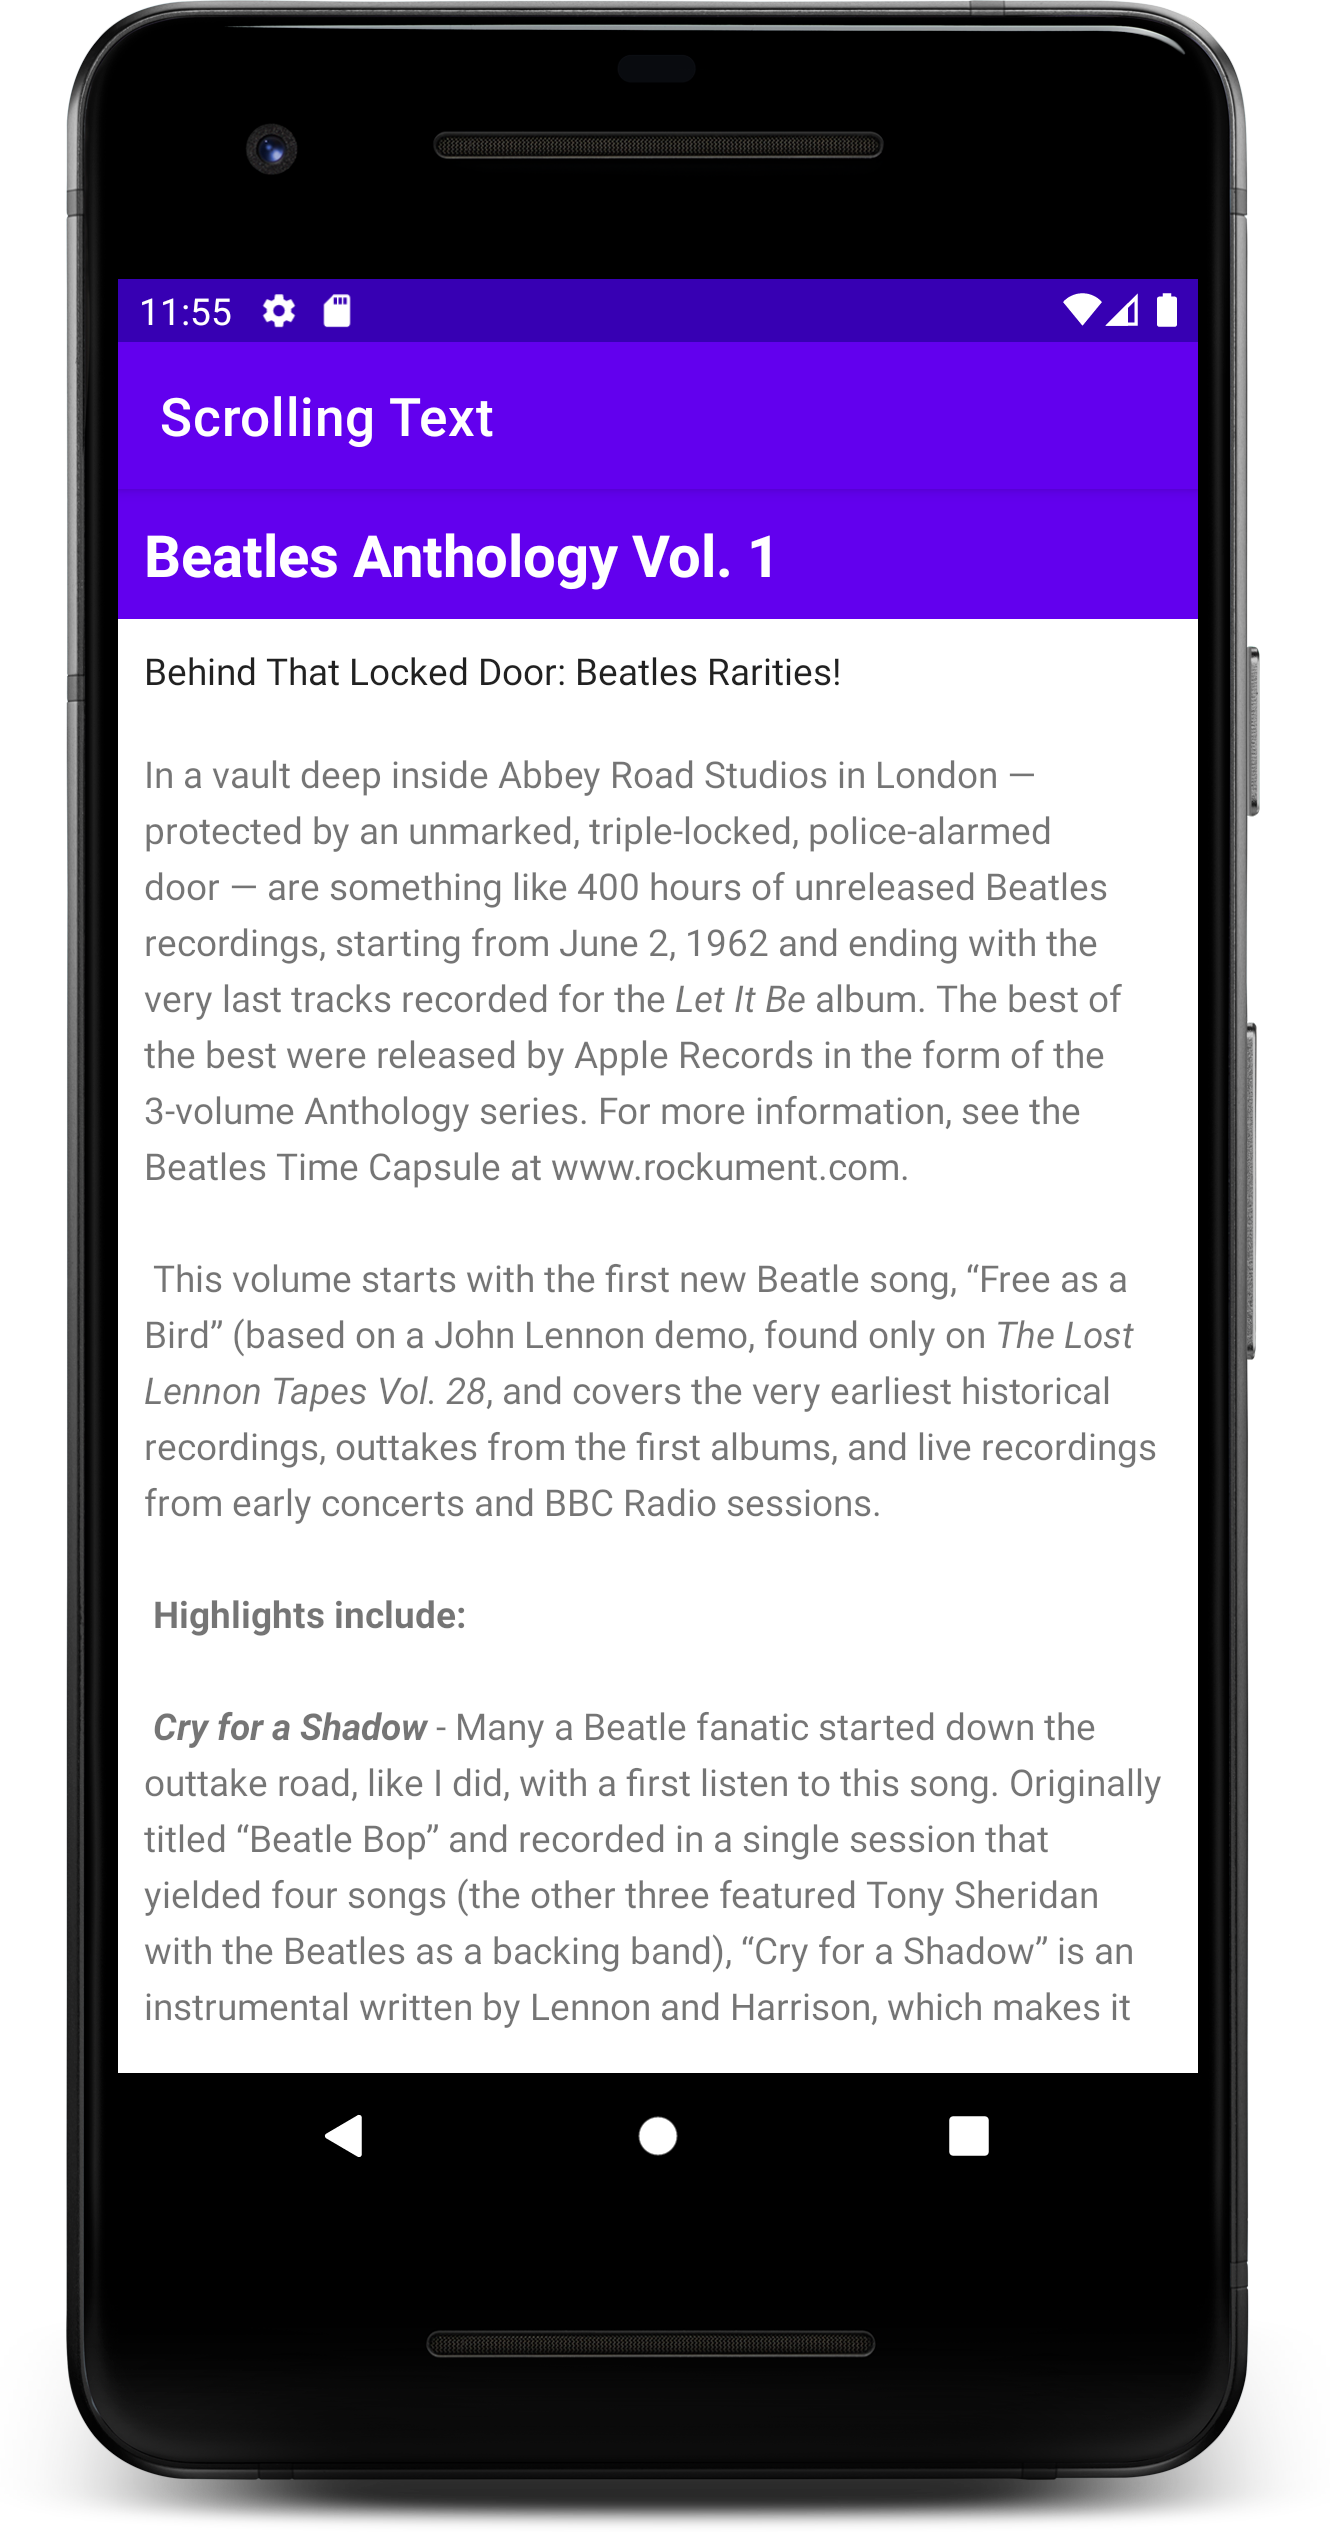 11:55
Scrolling Text
Beatles Anthology Vol. 1
Behind That Locked Door: Beatles Rarities!
In a vault deep inside Abbey Road Studios in London —
protected by an unmarked, triple-locked, police-alarmed
door — are something like 400 hours of unreleased Beatles
recordings, starting from June 2, 1962 and ending with the
very last tracks recorded for the Let It Be album. The best of
the best were released by Apple Records in the form of the
3-volume Anthology series. For more information, see the
Beatles Time Capsule at www.rockument.com.
This volume starts with the first new Beatle song, “Free as a
Bird” (based on a John Lennon demo, found only on The Lost
Lennon Tapes Vol. 28, and covers the very earliest historical
recordings, outtakes from the first albums, and live recordings
from early concerts and BBC Radio sessions.
Highlights include:
Cry for a Shadow - Many a Beatle fanatic started down the
outtake road, like I did, with a first listen to this song. Originally
titled “Beatle Bop” and recorded in a single session that
yielded four songs (the other three featured Tony Sheridan
with the Beatles as a backing band), “Cry for a Shadow” is an
instrumental written by Lennon and Harrison, which makes it